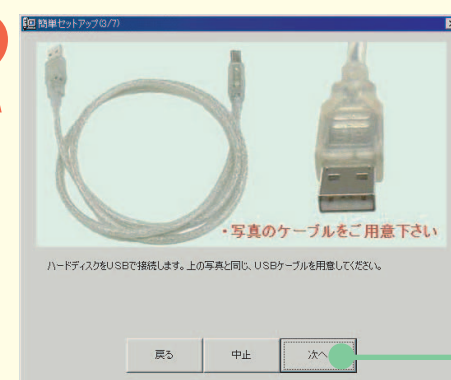 簡単セットアップ(3/7)
・写真のケーブルをご用意下さい
ハードディスクをUSBで接続します。上の写真と同じ、USBケーブルを用意してください。
戻る
中止
次へ